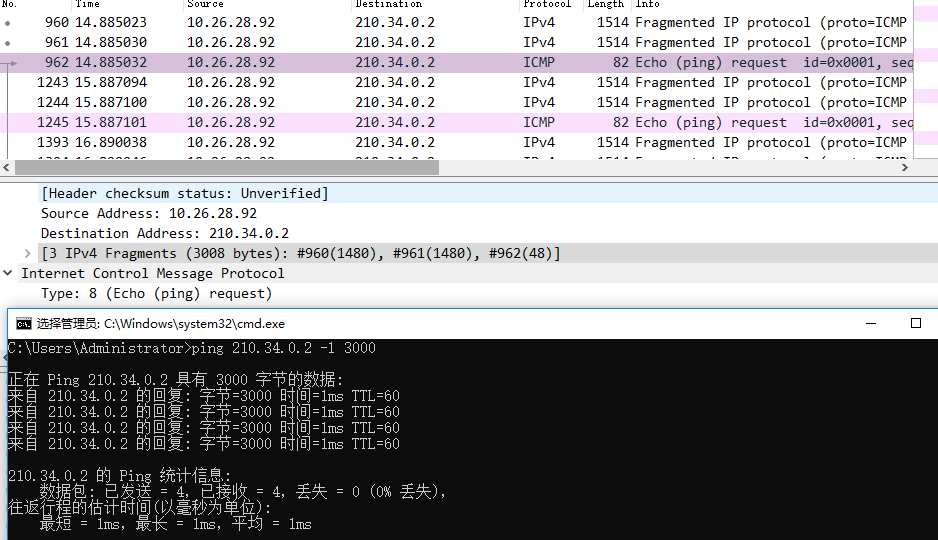 No. Time Source Destination Protocol Length Info
960 14.885023 10.26.28.92 210.34.0.2 IPv4 1514 Fragmented IP protocol (proto=ICMP
961 14.885030 10.26.28.92 210.34.0.2 IPv4 1514 Fragmented IP protocol (proto=ICMP
962 14.885032 10.26.28.92 210.34.0.2 ICMP 82 Echo (ping) request id=0x0001, seq
1243 15.887094 10.26.28.92 210.34.0.2 IPv4 1514 Fragmented IP protocol (proto=ICMP
1244 15.887100 10.26.28.92 210.34.0.2 IPv4 1514 Fragmented IP protocol (proto=ICMP
1245 15.887101 10.26.28.92 210.34.0.2 ICMP 82 Echo (ping) request id=0x0001, seq
1393 16.890038 10.26.28.92 210.34.0.2 IPv4 1514 Fragmented IP protocol (proto=ICMP
[Header checksum status: Unverified]
Source Address: 10.26.28.92
Destination Address: 210.34.0.2
[3 IPv4 Fragments (3008 bytes): #960(1480), #961(1480), #962(48)]
Internet Control Message Protocol
Type: 8 (Echo (ping) request)
选择管理员: C:\Windows\system32\cmd.exe
C:\Users\Administrator>ping 210.34.0.2 -l 3000
正在 Ping 210.34.0.2 具有 3000 字节的数据:
来自 210.34.0.2 的回复: 字节=3000 时间=1ms TTL=60
来自 210.34.0.2 的回复: 字节=3000 时间=1ms TTL=60
来自 210.34.0.2 的回复: 字节=3000 时间=1ms TTL=60
来自 210.34.0.2 的回复: 字节=3000 时间=1ms TTL=60
210.34.0.2 的 Ping 统计信息:
数据包: 已发送 = 4，已接收 = 4，丢失 = 0 (0% 丢失)，
往返行程的估计时间(以毫秒为单位):
最短 = 1ms，最长 = 1ms，平均 = 1ms